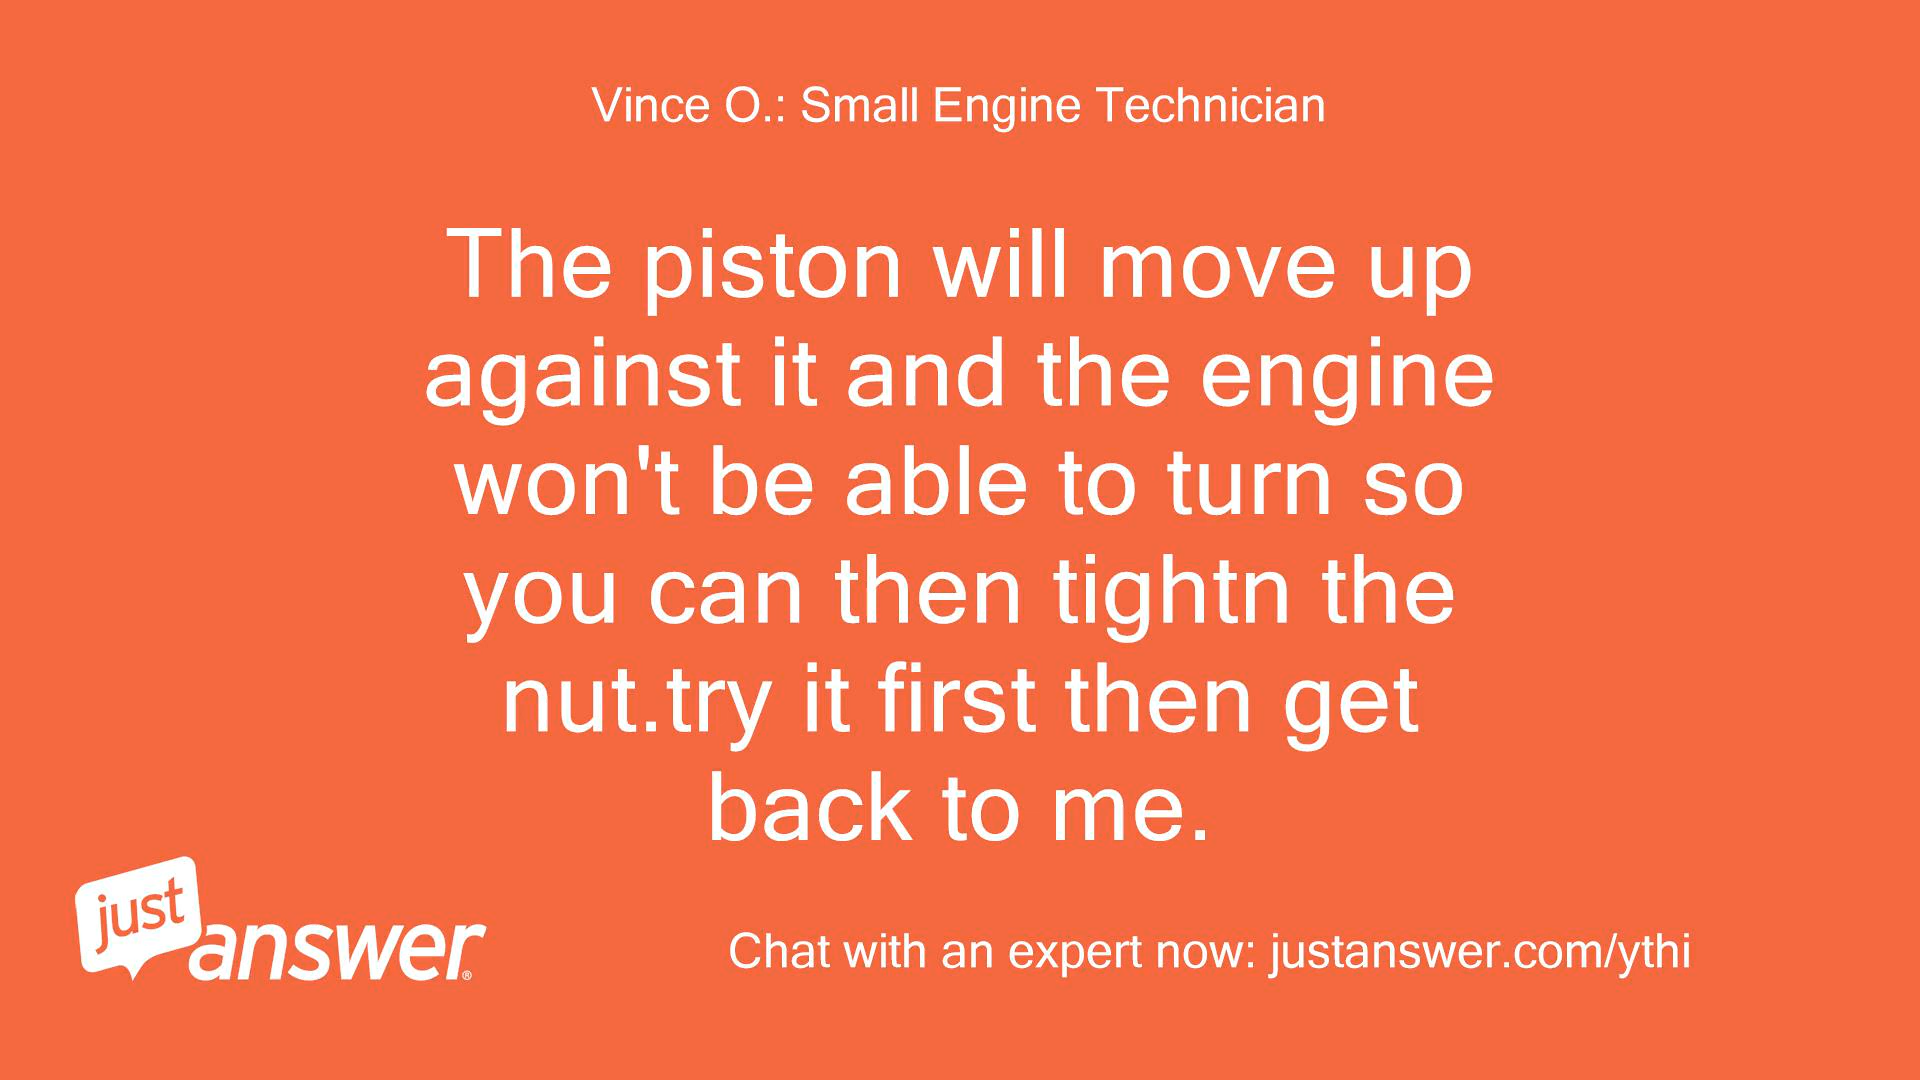 Vince O.: Small Engine Technician
The piston will move up
against it and the engine
won't be able to turn so
you can then tightn the
nut.try it first then get
back to me.
just
answer®
Chat with an expert now: justanswer.com/ythi